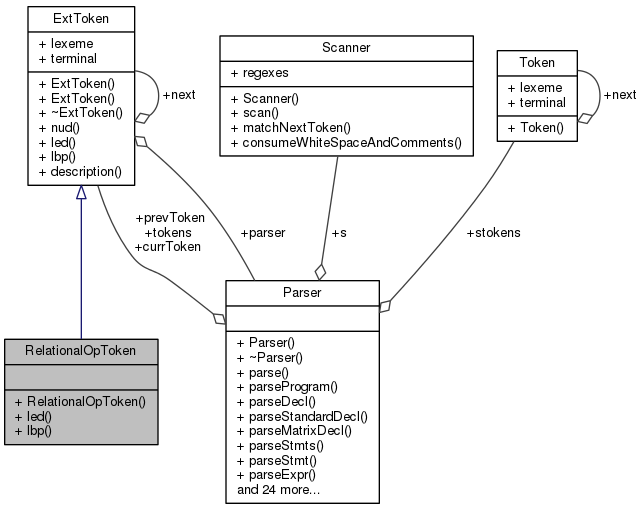 ExtToken
+ lexeme
+ terminal
+ ExtToken()
+ ExtToken()
+ ~ExtToken()
+ nud()
+ led()
+ lbp()
+ description()
+next
Scanner
+ regexes
+ Scanner()
+ scan()
+ matchNextToken()
+ consumeWhiteSpaceAndComments()
Token
+ lexeme
+ terminal
+ Token()
+next
+prevToken
+tokens
+currToken
+parser
+s
+stokens
RelationalOpToken
+ RelationalOpToken()
+ led()
+ lbp()
Parser
+ Parser()
+ ~Parser()
+ parse()
+ parseProgram()
+ parseDecl()
+ parseStandardDecl()
+ parseMatrixDecl()
+ parseStmts()
+ parseStmt()
+ parseExpr()
and 24 more...